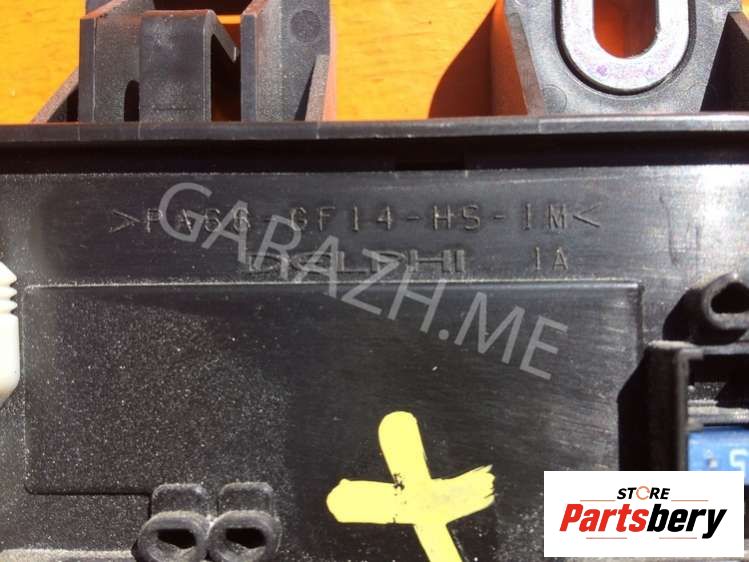 >PA66-GF14-HS-IM<
DELPHI 1A
GARAZH.ME
STORE
Partsbery